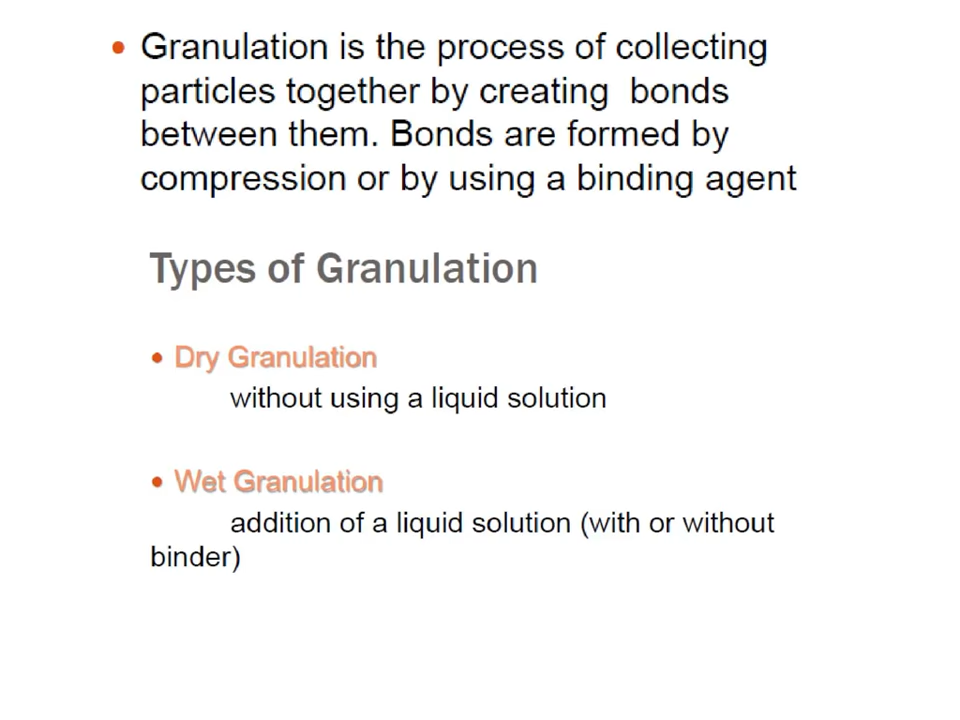 • Granulation is the process of collecting
particles together by creating bonds
between them. Bonds are formed by
compression or by using a binding agent
Types of Granulation
• Dry Granulation
without using a liquid solution
• Wet Granulation
addition of a liquid solution (with or without
binder)